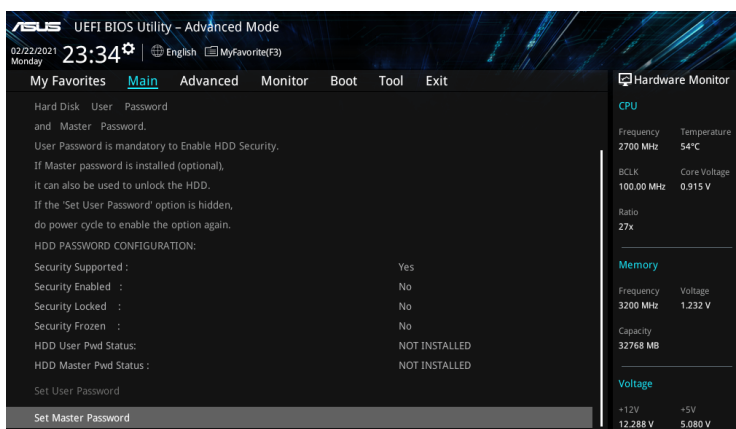 ASUS UEFI BIOS Utility – Advanced Mode
02/22/2021 Monday 23:34 English MyFavorite(F3)
My Favorites Main Advanced Monitor Boot Tool Exit
Hard Disk User Password
and Master Password.
User Password is mandatory to Enable HDD Security.
If Master password is installed (optional),
it can also be used to unlock the HDD.
If the 'Set User Password' option is hidden,
do power cycle to enable the option again.
HDD PASSWORD CONFIGURATION:
Security Supported : Yes
Security Enabled : No
Security Locked : No
Security Frozen : No
HDD User Pwd Status: NOT INSTALLED
HDD Master Pwd Status : NOT INSTALLED
Set User Password
Set Master Password
Hardware Monitor
CPU
Frequency Temperature
2700 MHz 54°C
BCLK Core Voltage
100.00 MHz 0.915 V
Ratio
27x
Memory
Frequency Voltage
3200 MHz 1.232 V
Capacity
32768 MB
Voltage
+12V +5V
12.288 V 5.080 V